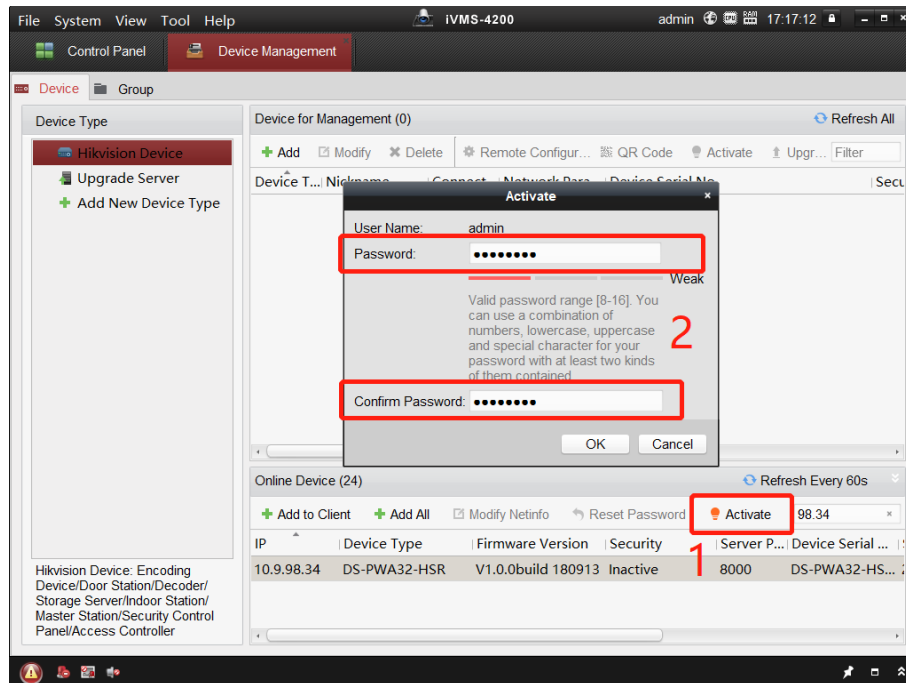 File System View Tool Help
iVMS-4200
admin
17:17:12
Control Panel
Device Management
Device
Group
Device Type
Hikvision Device
Upgrade Server
Add New Device Type
Hikvision Device: Encoding
Device/Door Station/Decoder/
Storage Server/Indoor Station/
Master Station/Security Control
Panel/Access Controller
Device for Management (0)
Refresh All
Add Modify Delete Remote Configur... QR Code Activate Upgr... Filter
Device T... Nickname Connect... Network Para... Device Serial No. Secu
Activate
User Name: admin
Password: ●●●●●●●●
Weak
Valid password range [8-16]. You
can use a combination of
numbers, lowercase, uppercase
and special character for your
password with at least two kinds
of them contained.
2
Confirm Password: ●●●●●●●●
OK Cancel
Online Device (24)
Refresh Every 60s
Add to Client Add All Modify Netinfo Reset Password Activate 98.34
1
IP Device Type Firmware Version Security Server P... Device Serial ...
10.9.98.34 DS-PWA32-HSR V1.0.0build 180913 Inactive 8000 DS-PWA32-HS...